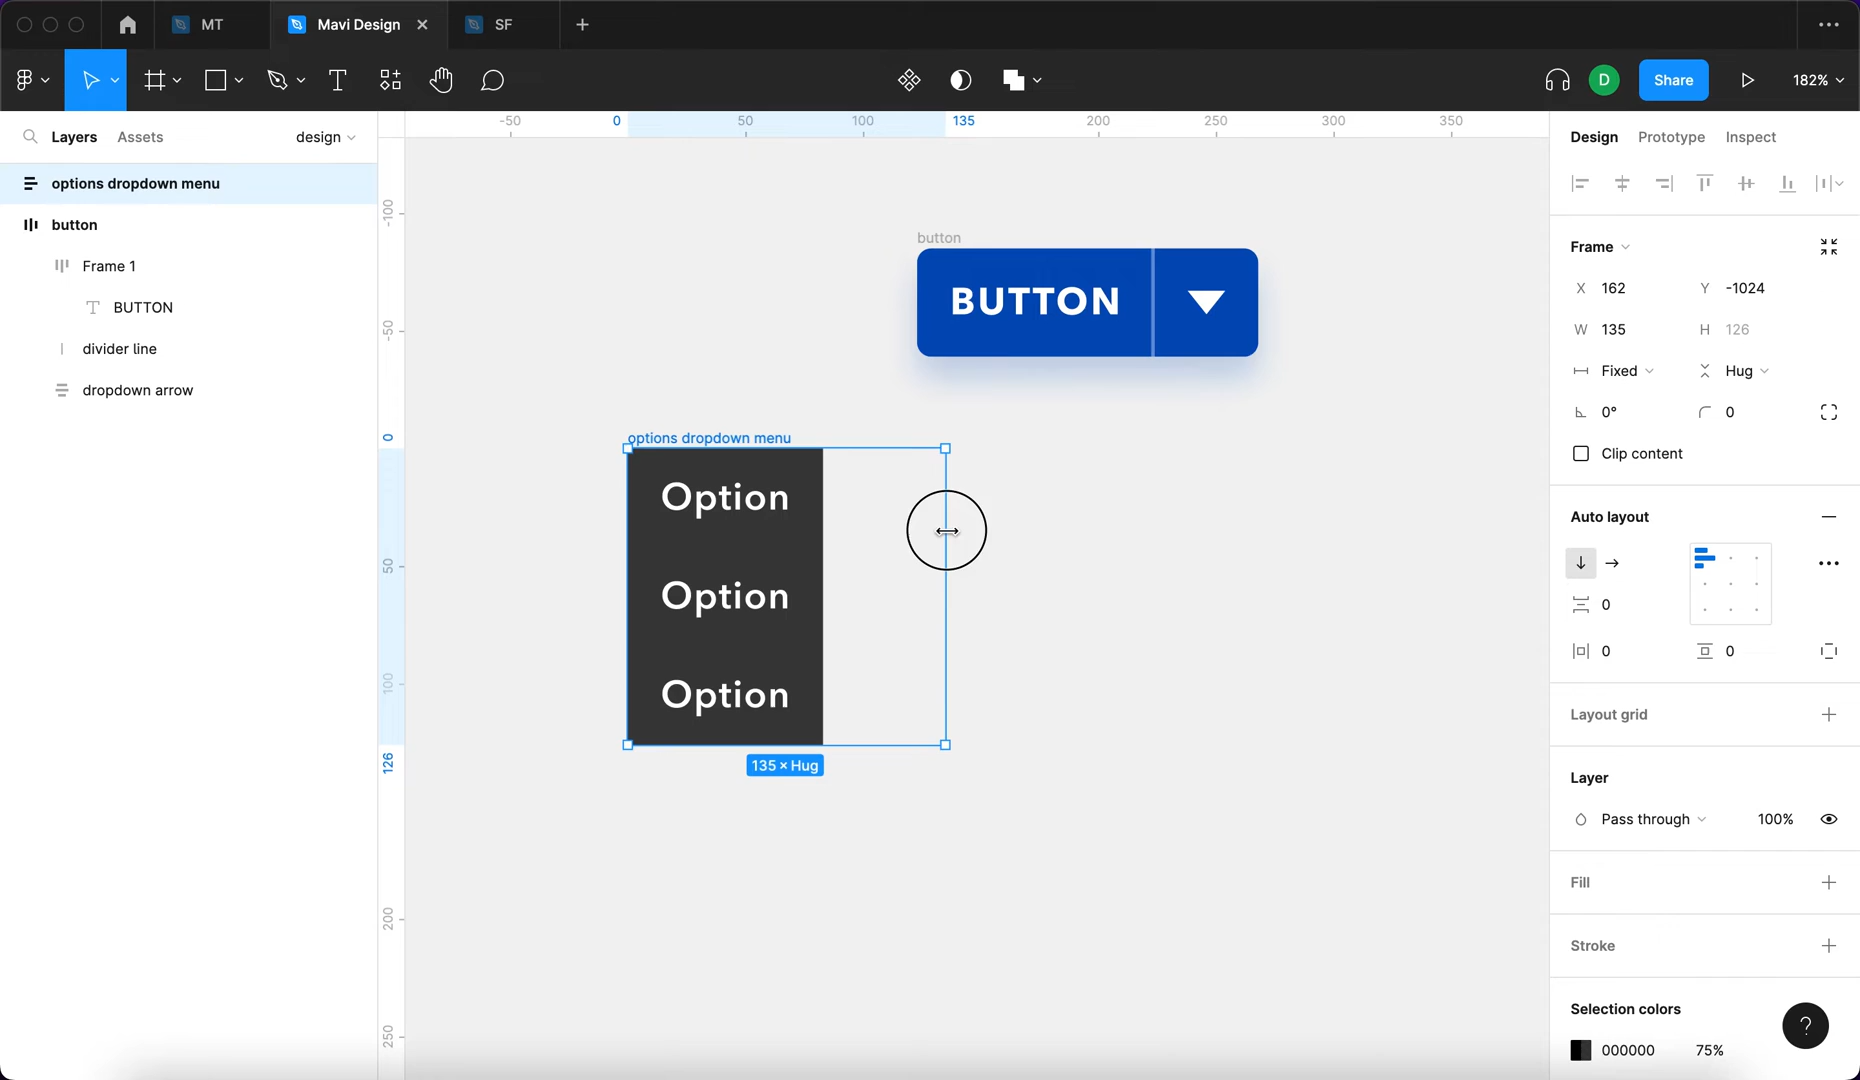 MT
Mavi Design
SF
D
Share
182%
Layers
Assets
design
options dropdown menu
button
Frame 1
BUTTON
divider line
dropdown arrow
-50
0
50
100
135
200
250
300
350
-100
-50
0
50
100
126
200
250
button
BUTTON
options dropdown menu
Option
Option
Option
135 × Hug
Design
Prototype
Inspect
Frame
X 162 Y -1024
W 135 H 126
Fixed Hug
0° 0
Clip content
Auto layout
0
0 0
Layout grid
Layer
Pass through 100%
Fill
Stroke
Selection colors
000000 75%
?